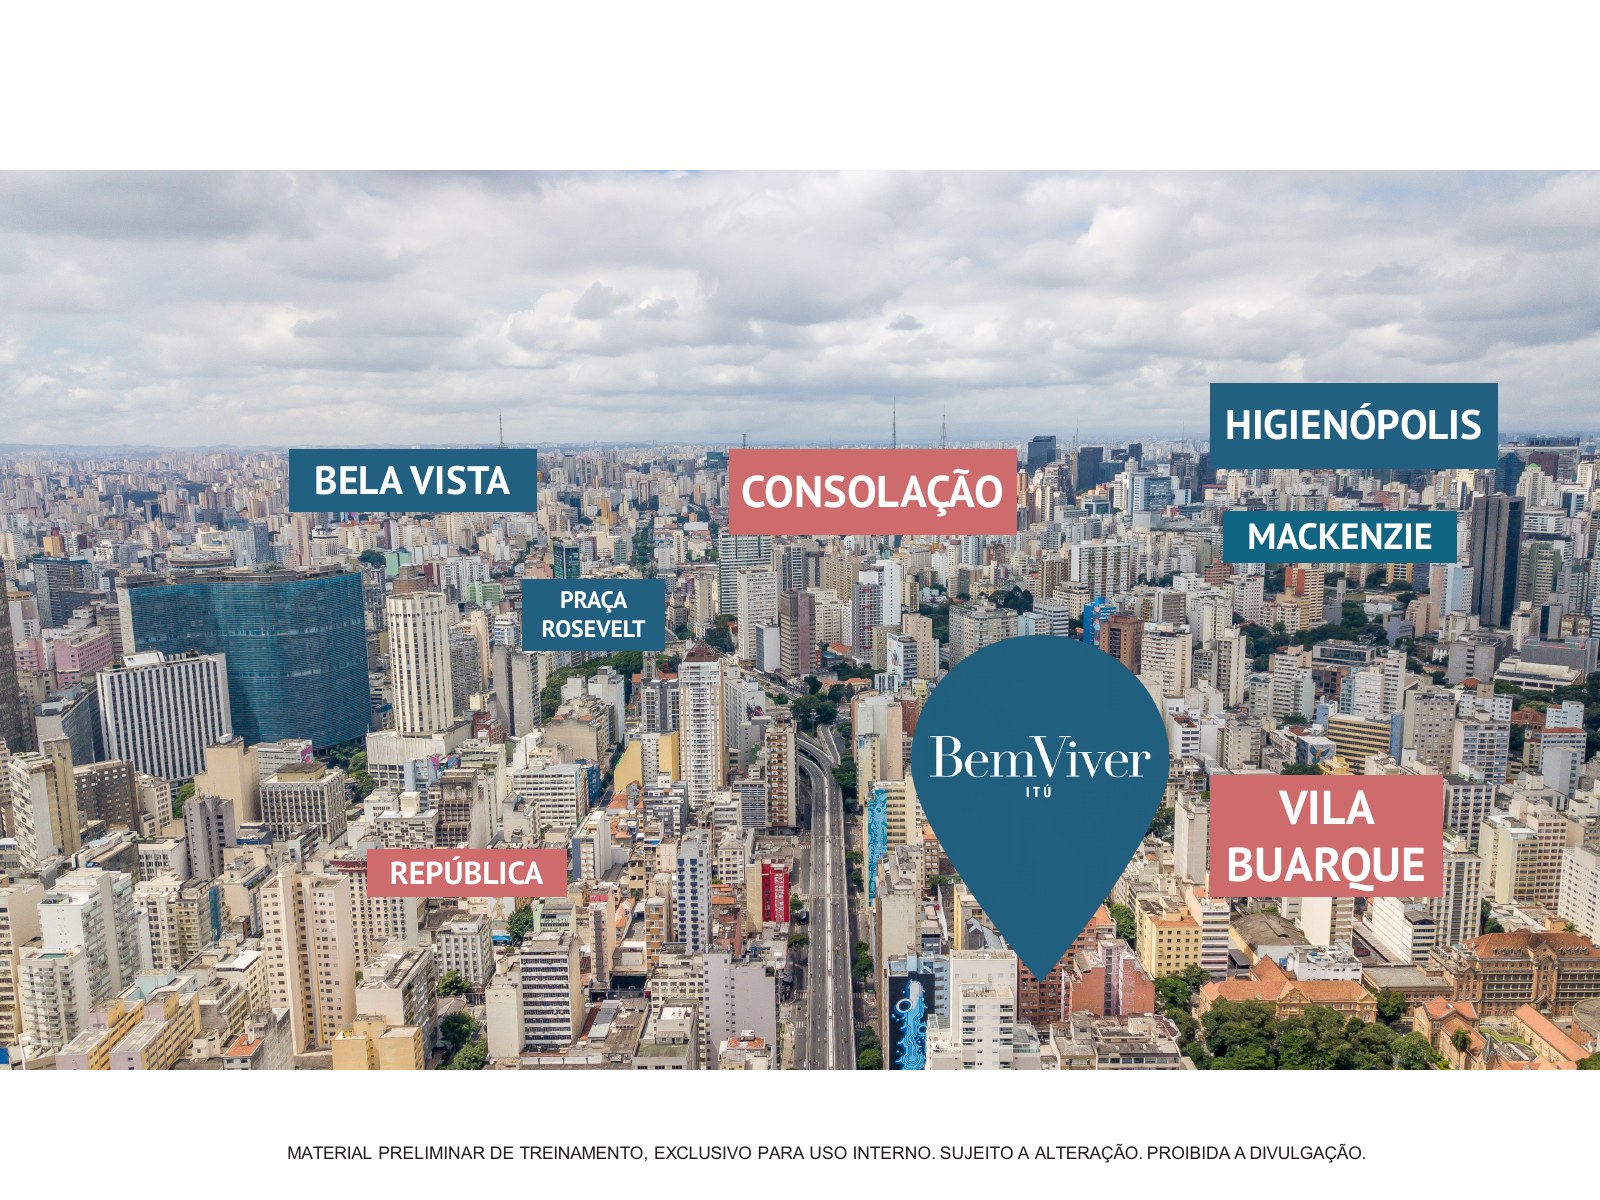 HIGIENÓPOLIS
BELA VISTA
CONSOLAÇÃO
MACKENZIE
PRAÇA
ROSEVELT
BemViver
ITÚ
VILA
BUARQUE
REPÚBLICA
MATERIAL PRELIMINAR DE TREINAMENTO, EXCLUSIVO PARA USO INTERNO. SUJEITO A ALTERAÇÃO. PROIBIDA A DIVULGAÇÃO.